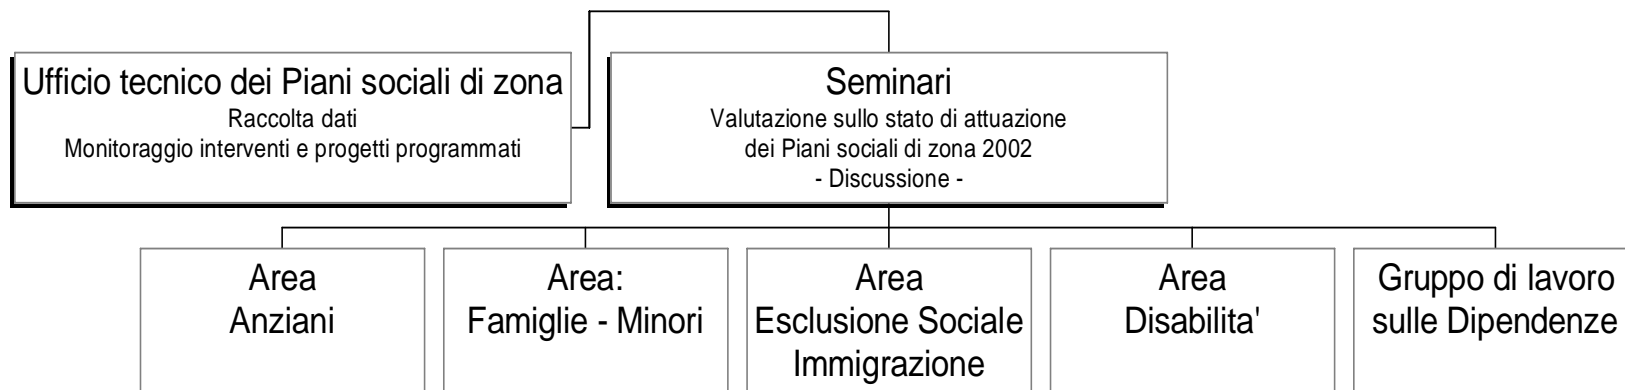 Ufficio tecnico dei Piani sociali di zona
Raccolta dati
Monitoraggio interventi e progetti programmati
Seminari
Valutazione sullo stato di attuazione
dei Piani sociali di zona 2002
- Discussione -
Area
Anziani
Area:
Famiglie - Minori
Area
Esclusione Sociale
Immigrazione
Area
Disabilita'
Gruppo di lavoro
sulle Dipendenze